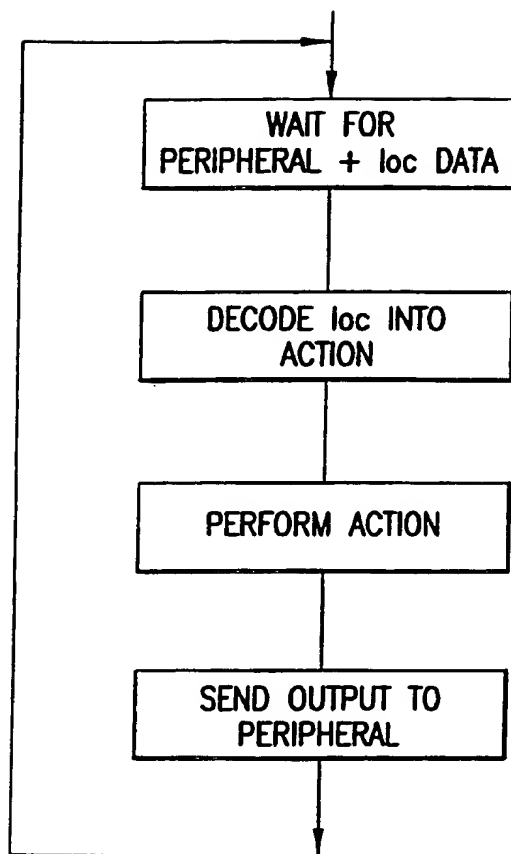 WAIT FOR
PERIPHERAL + loc DATA
DECODE loc INTO
ACTION
PERFORM ACTION
SEND OUTPUT TO
PERIPHERAL